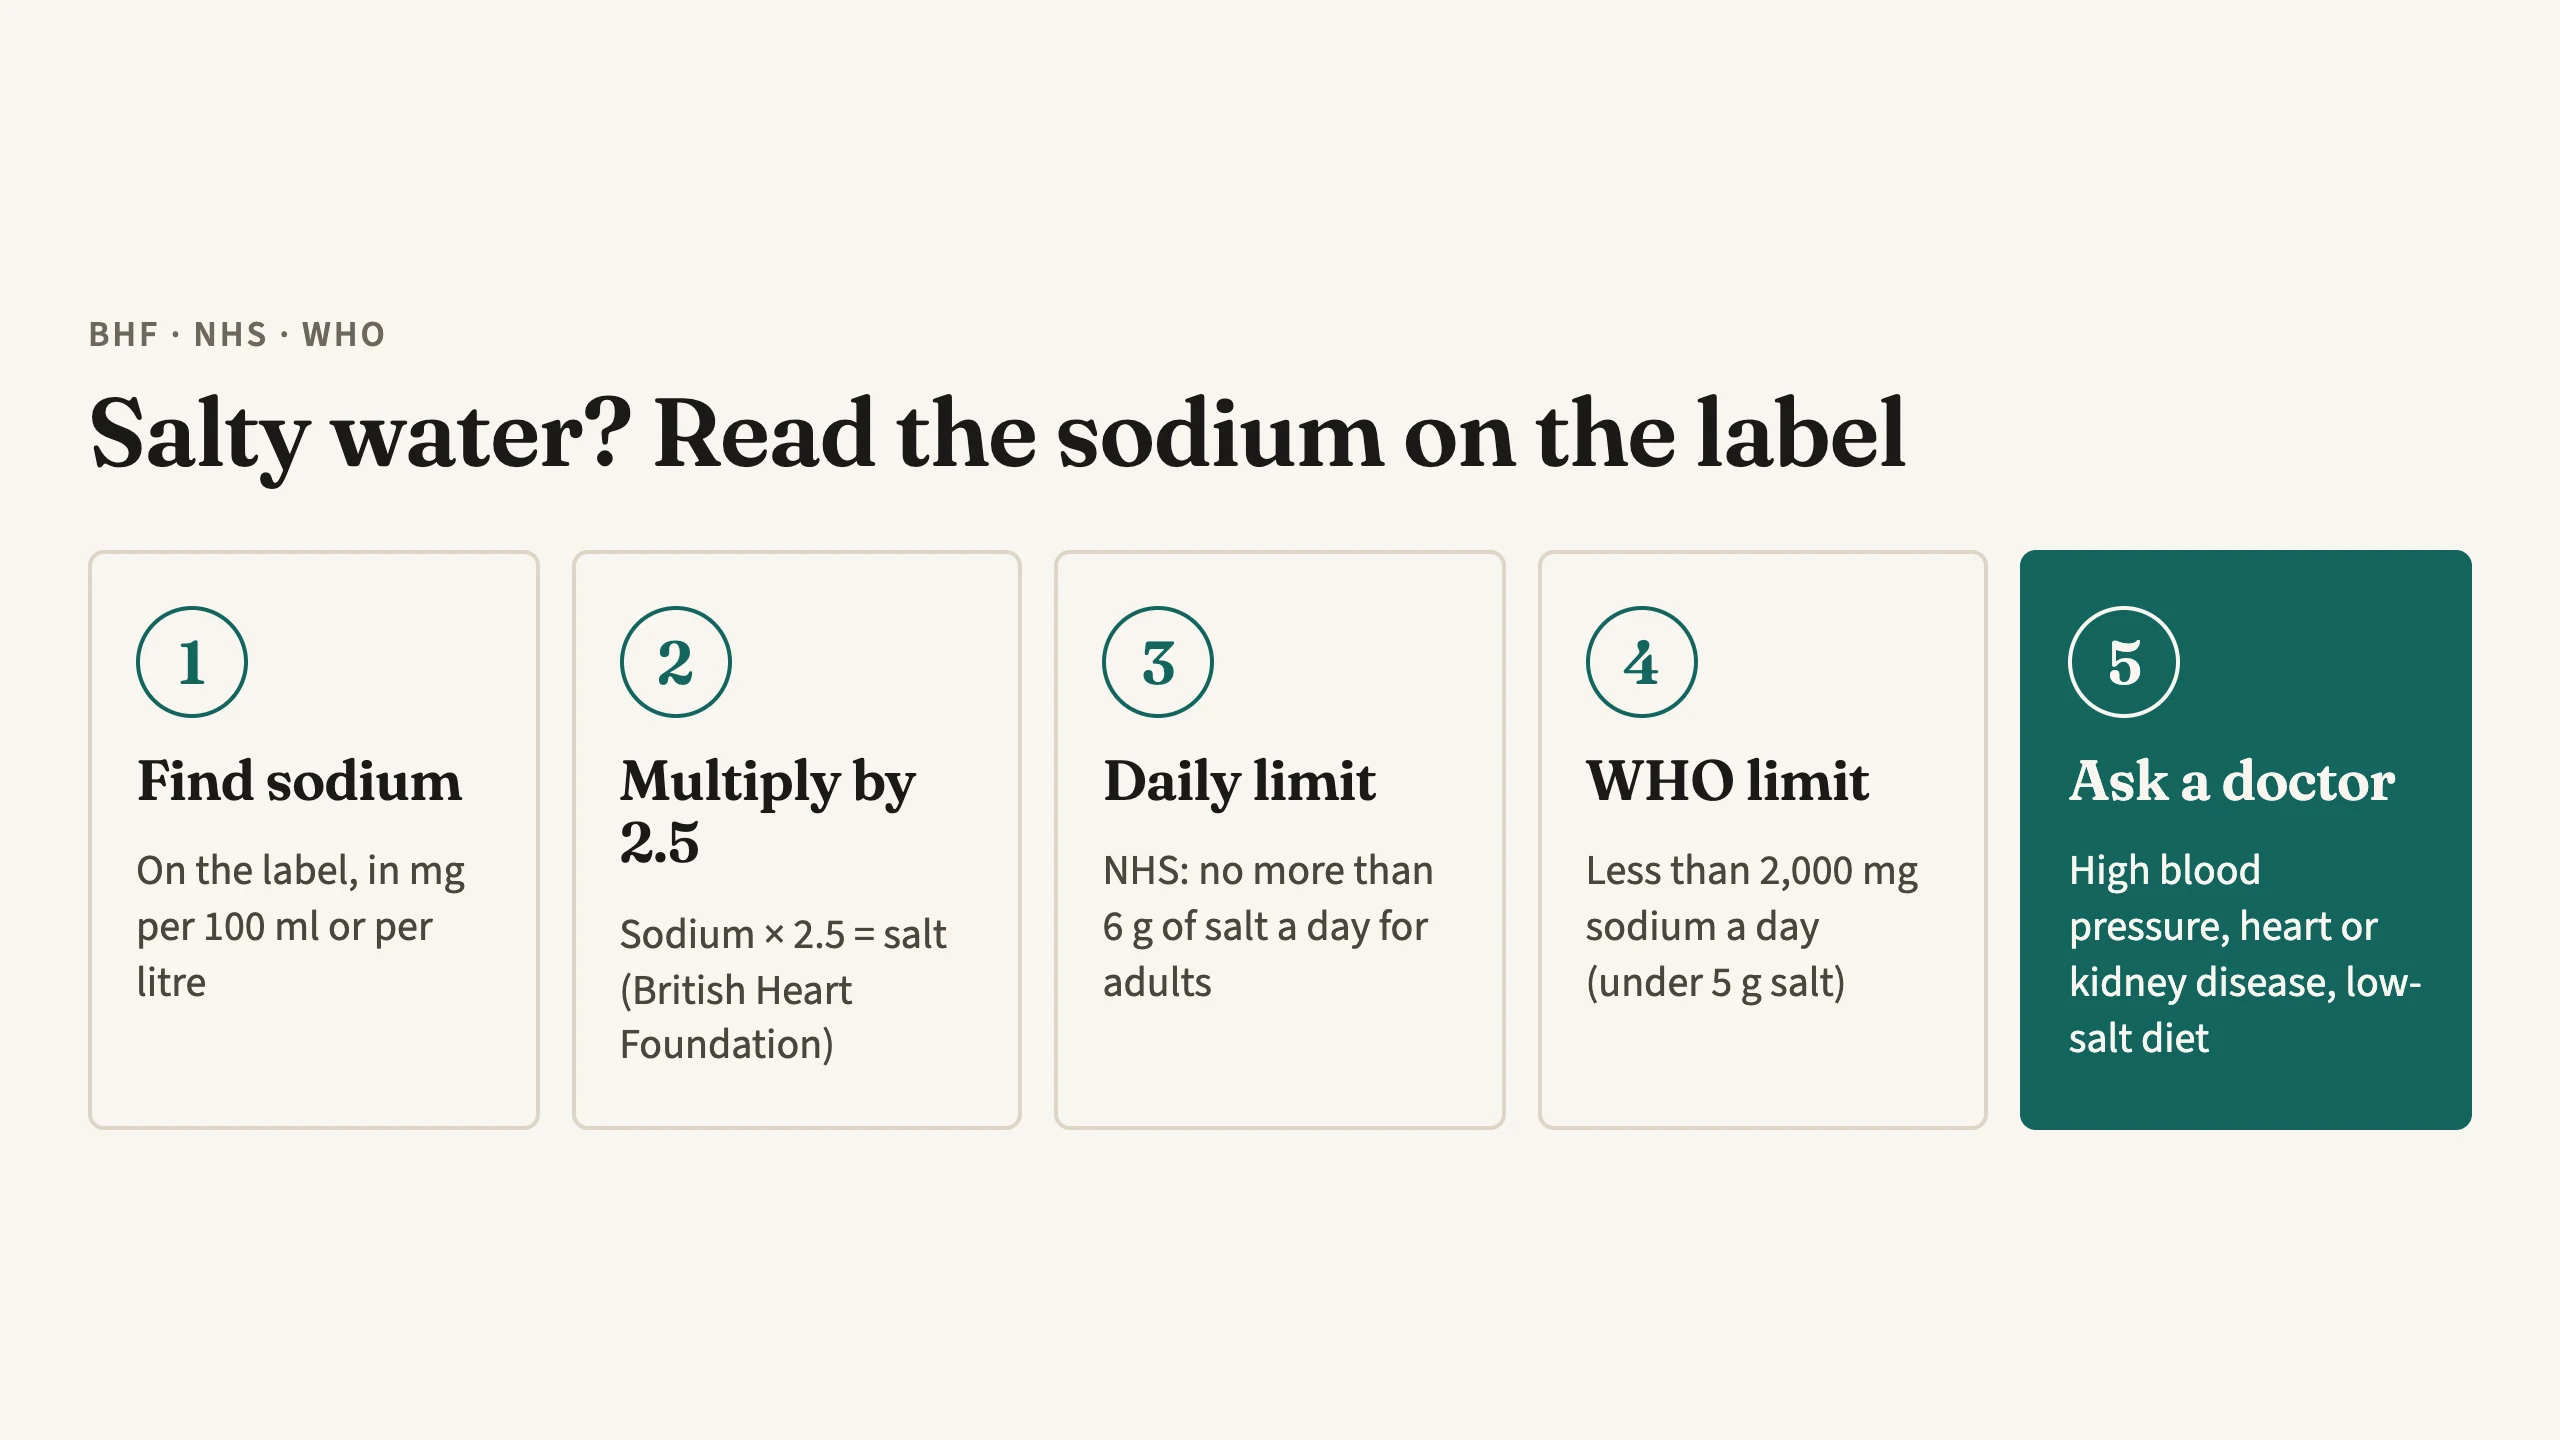 BHF · NHS · WHO
Salty water? Read the sodium on the label
1
Find sodium
On the label, in mg
per 100 ml or per
litre
2
Multiply by
2.5
Sodium × 2.5 = salt
(British Heart
Foundation)
3
Daily limit
NHS: no more than
6 g of salt a day for
adults
4
WHO limit
Less than 2,000 mg
sodium a day
(under 5 g salt)
5
Ask a doctor
High blood
pressure, heart or
kidney disease, low-
salt diet